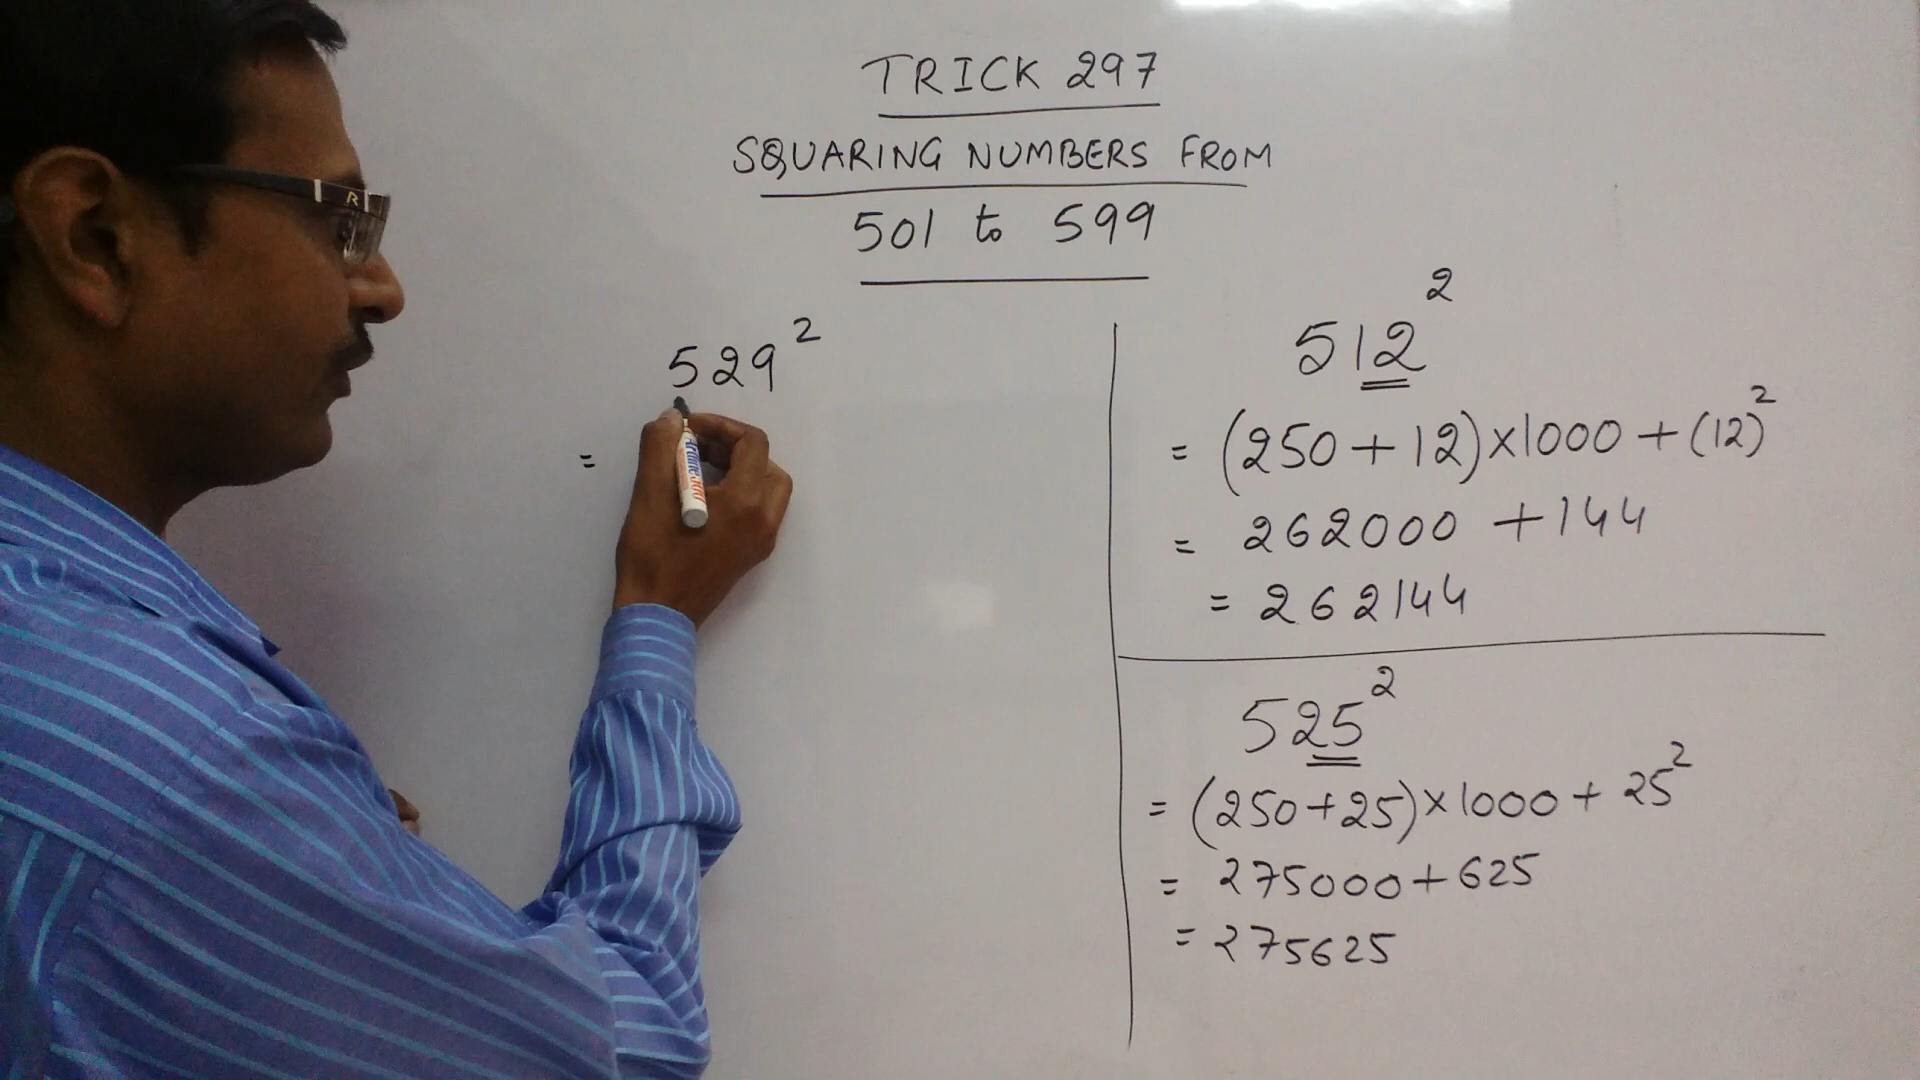 TRICK 297
SQUARING NUMBERS FROM
501 to 599
529²
=
512²
= (250 + 12) × 1000 + (12)²
= 262000 + 144
= 262144
525²
= (250 + 25) × 1000 + 25²
= 275000 + 625
= 275625
R
Artline